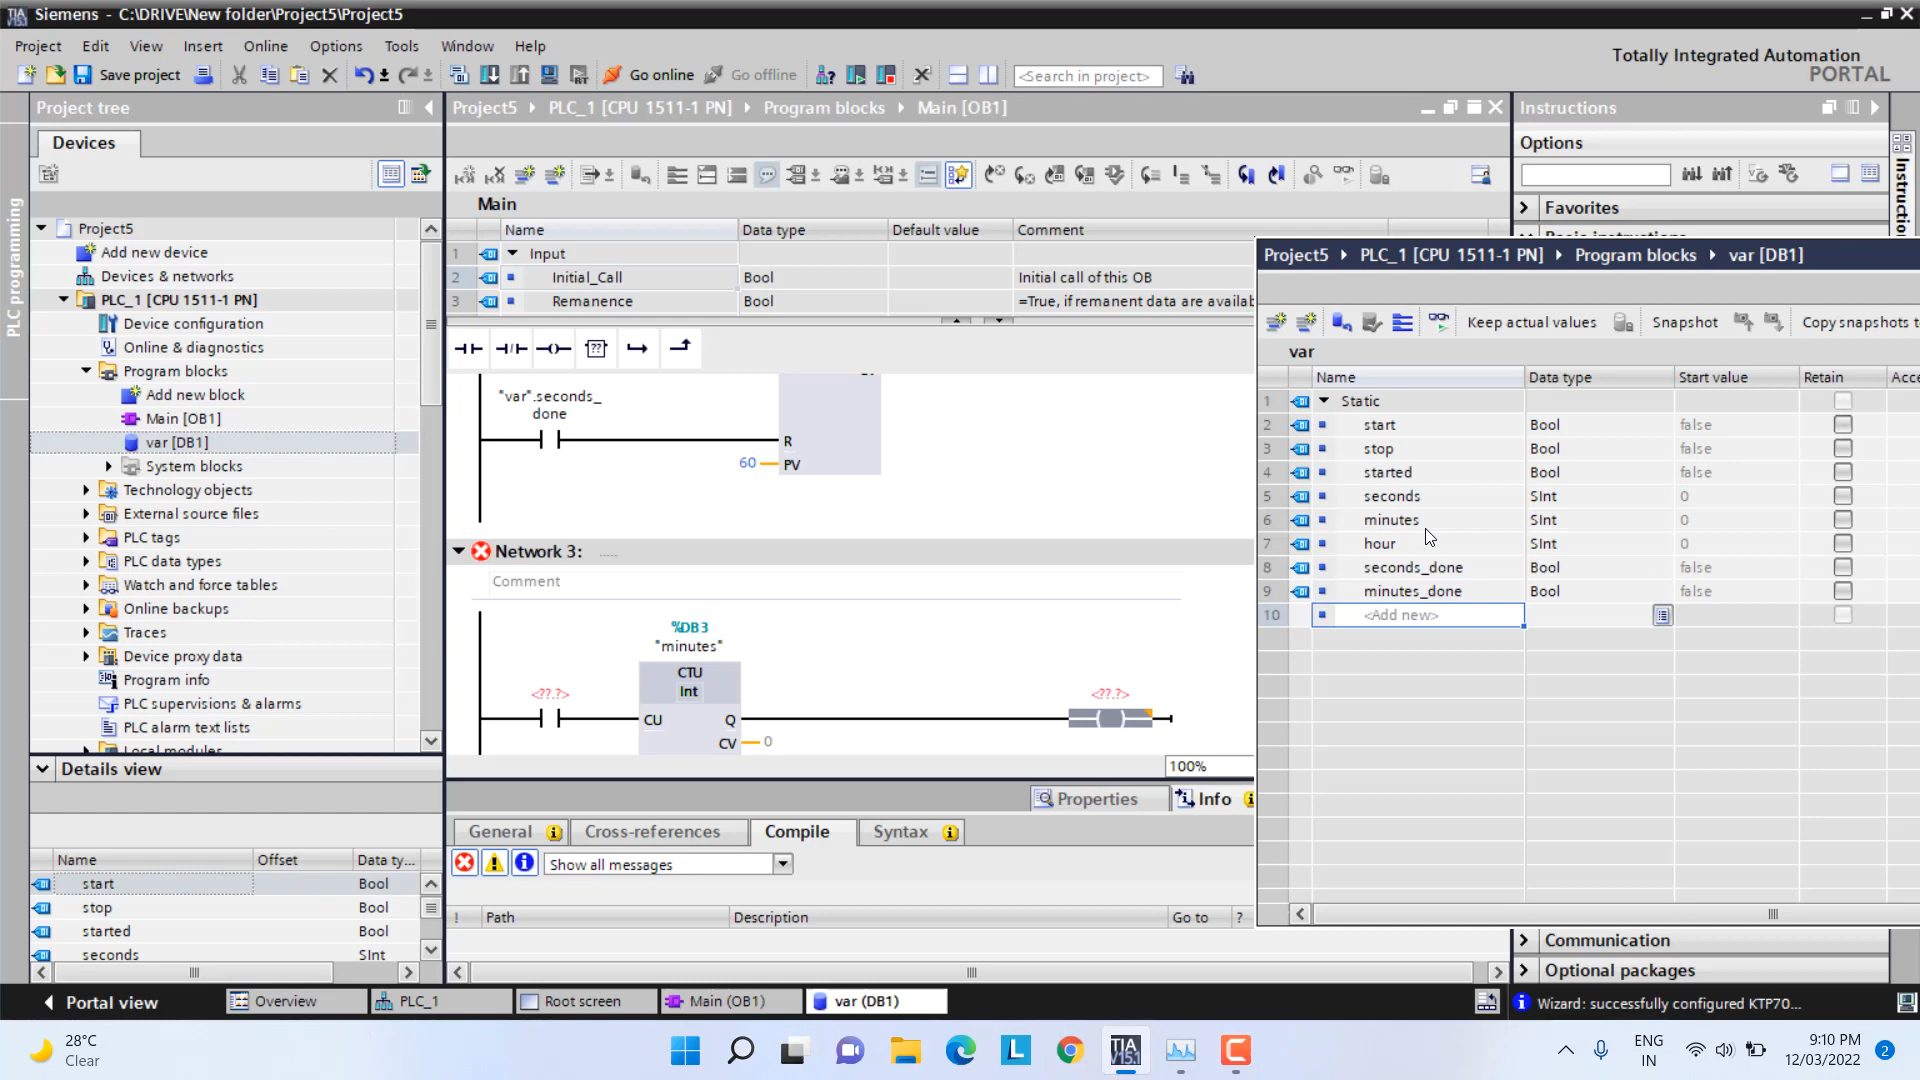 Siemens - C:\DRIVE\New folder\Project5\Project5
Project Edit View Insert Online Options Tools Window Help
Totally Integrated Automation
PORTAL
Save project
Go online
Go offline
<Search in project>
Project tree
Project5 PLC_1 [CPU 1511-1 PN] Program blocks Main [OB1]
Instructions
Devices
Options
PLC programming
Main
Favorites
Name Data type Default value Comment
1 Input
2 Initial_Call Bool Initial call of this OB
3 Remanence Bool =True, if remanent data are availab
Project5
Add new device
Devices & networks
PLC_1 [CPU 1511-1 PN]
Device configuration
Online & diagnostics
Program blocks
Add new block
Main [OB1]
var [DB1]
System blocks
Technology objects
External source files
PLC tags
PLC data types
Watch and force tables
Online backups
Traces
Device proxy data
Program info
PLC supervisions & alarms
PLC alarm text lists
Local modules
"var".seconds_
done
R
60 PV
Network 3: .....
Comment
%DB3
"minutes"
CTU
Int
<??.?>
<??.?>
CU Q
CV 0
100%
Project5 PLC_1 [CPU 1511-1 PN] Program blocks var [DB1]
Keep actual values Snapshot Copy snapshots to
var
Name Data type Start value Retain Acce
1 Static
2 start Bool false
3 stop Bool false
4 started Bool false
5 seconds SInt 0
6 minutes SInt 0
7 hour SInt 0
8 seconds_done Bool false
9 minutes_done Bool false
10 <Add new>
Details view
Name Offset Data ty...
start Bool
stop Bool
started Bool
seconds SInt
Properties Info
General Cross-references Compile Syntax
Show all messages
! Path Description Go to ?
Communication
Optional packages
Portal view Overview PLC_1 Root screen Main (OB1) var (DB1)
Wizard: successfully configured KTP70...
28°C
Clear
TIA
V15.1
ENG
IN
9:10 PM
12/03/2022
2